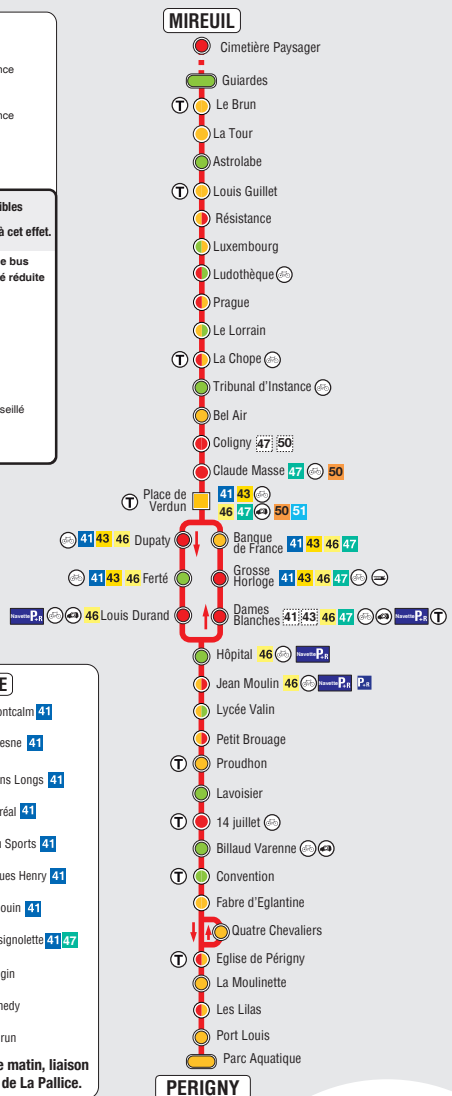 MIREUIL
Cimetière Paysager
Guiardes
T Le Brun
La Tour
Astrolabe
T Louis Guillet
Résistance
Luxembourg
Ludothèque
Prague
Le Lorrain
T La Chope
Tribunal d'Instance
Bel Air
Coligny 47 50
Claude Masse 47 50
T Place de Verdun 41 43
46 47 50 51
41 43 46 Dupaty
Banque
de France 41 43 46 47
41 43 46 Ferté
Grosse
Horloge 41 43 46 47
Navette P+R 46 Louis Durand
Dames
Blanches 41 43 46 47 Navette P+R T
Hôpital 46 Navette P+R
Jean Moulin 46 Navette P+R P+R
Lycée Valin
Petit Brouage
T Proudhon
Lavoisier
T 14 juillet
Billaud Varenne
T Convention
Fabre d'Eglantine
Quatre Chevaliers
T Eglise de Périgny
La Moulinette
Les Lilas
Port Louis
Parc Aquatique
PERIGNY
nce
nce
ibles
à cet effet.
e bus
é réduite
seillé
E
ontcalm 41
esne 41
ns Longs 41
réal 41
n Sports 41
ues Henry 41
ouin 41
signolette 41 47
gin
nedy
run
e matin, liaison
de La Pallice.